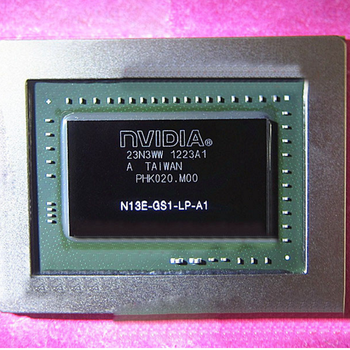 nVIDIA®
23N3WW 1223A1
A TAIWAN
PHK020.M00
N13E-GS1-LP-A1